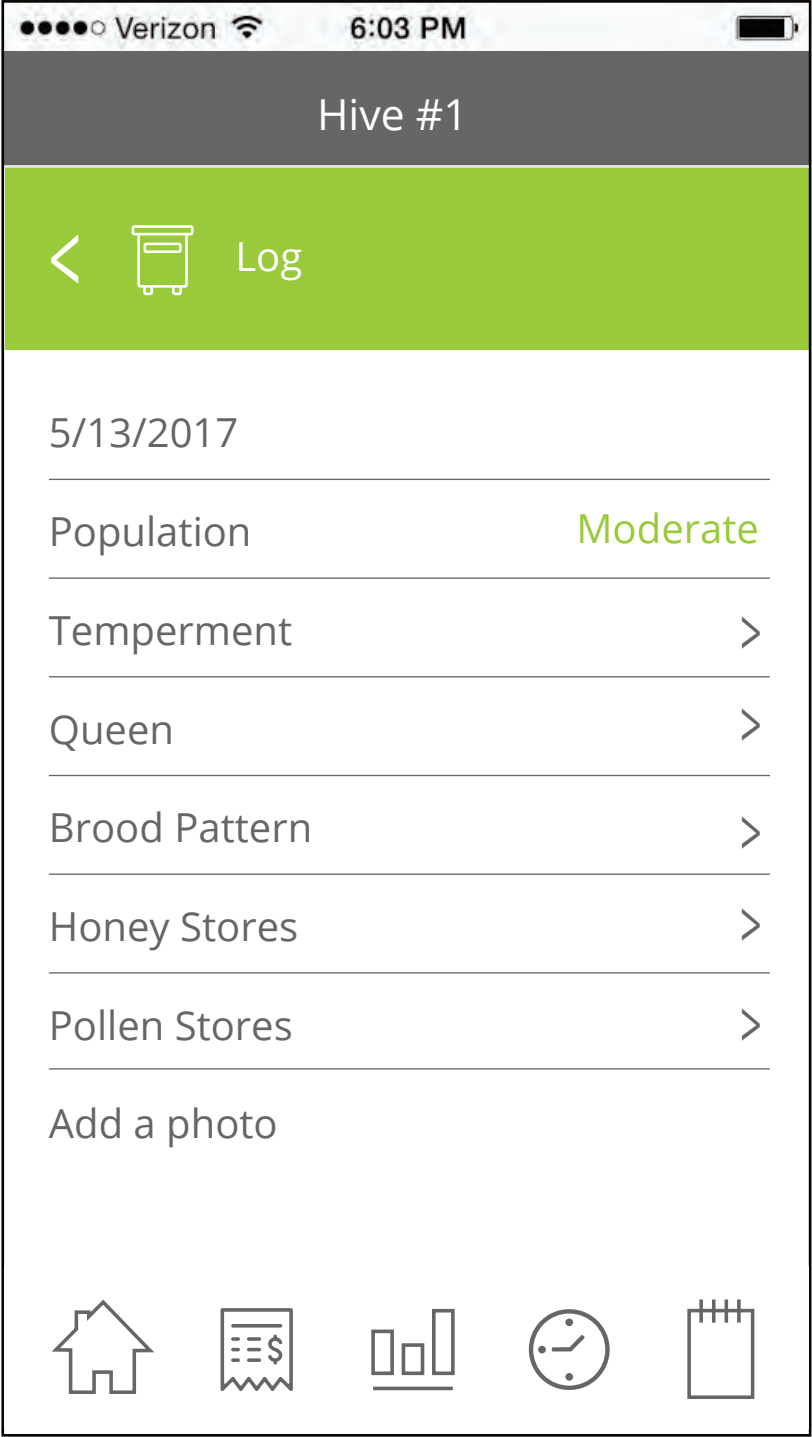 Verizon 6:03 PM
Hive #1
Log
5/13/2017
Population Moderate
Temperment
Queen
Brood Pattern
Honey Stores
Pollen Stores
Add a photo
$